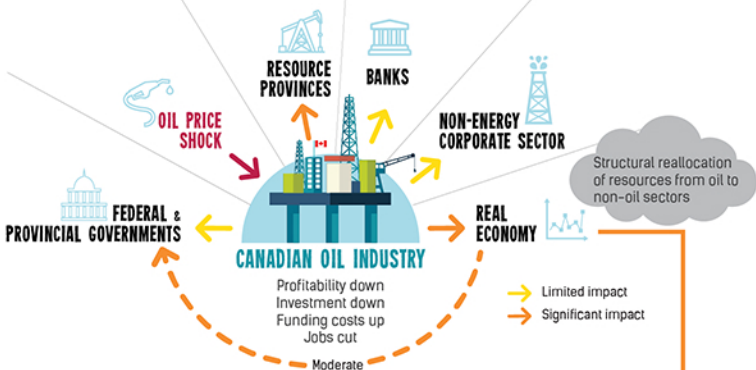 RESOURCE
PROVINCES
BANKS
OIL PRICE
SHOCK
NON-ENERGY
CORPORATE SECTOR
Structural reallocation
of resources from oil to
non-oil sectors
FEDERAL &
PROVINCIAL GOVERNMENTS
REAL
ECONOMY
CANADIAN OIL INDUSTRY
Profitability down
Investment down
Funding costs up
Jobs cut
Limited impact
Significant impact
Moderate